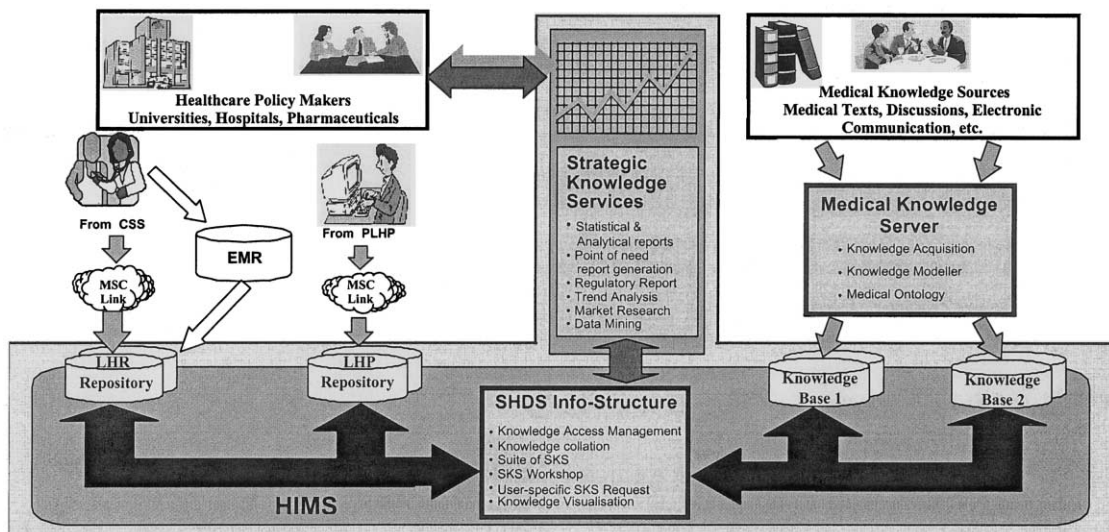 Healthcare Policy Makers
Universities, Hospitals, Pharmaceuticals
From CSS
EMR
From PLHP
MSC
Link
MSC
Link
LHR
Repository
LHP
Repository
Strategic
Knowledge
Services
• Statistical &
Analytical reports
• Point of need
report generation
• Regulatory Report
• Trend Analysis
• Market Research
• Data Mining
Medical Knowledge Sources
Medical Texts, Discussions, Electronic
Communication, etc.
Medical Knowledge
Server
• Knowledge Acquisition
• Knowledge Modeller
• Medical Ontology
Knowledge
Base 1
Knowledge
Base 2
SHDS Info-Structure
• Knowledge Access Management
• Knowledge collation
• Suite of SKS
• SKS Workshop
• User-specific SKS Request
• Knowledge Visualisation
HIMS